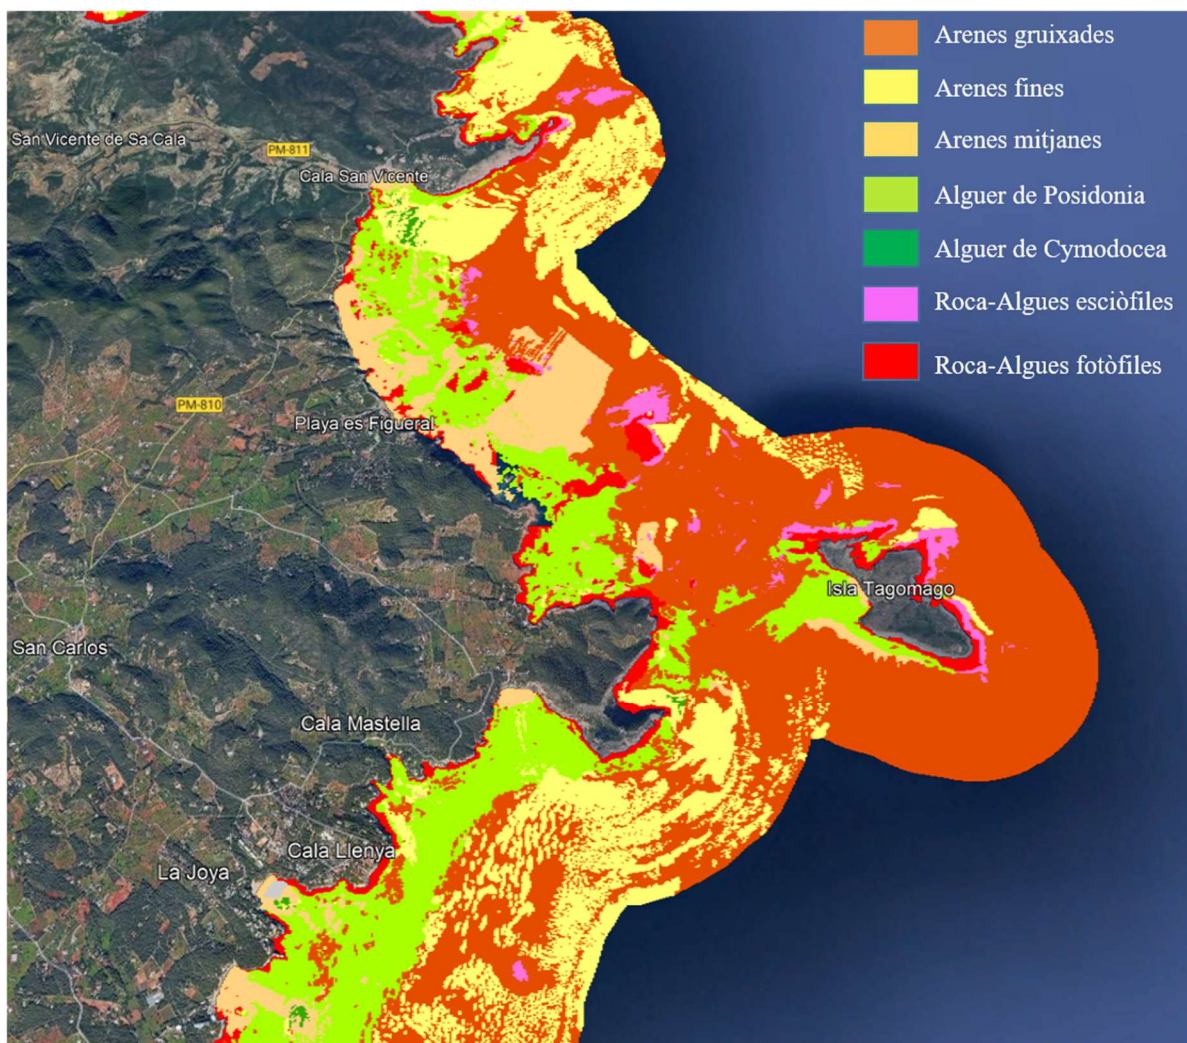 Arenes gruixades
Arenes fines
Arenes mitjanes
Alguer de Posidonia
Alguer de Cymodocea
Roca-Algues esciòfiles
Roca-Algues fotòfiles
San Vicente de Sa Cala
PM-811
Cala San Vicente
PM-810
Playa es Figueral
Isla Tagomago
San Carlos
Cala Mastella
Cala Llenya
La Joya